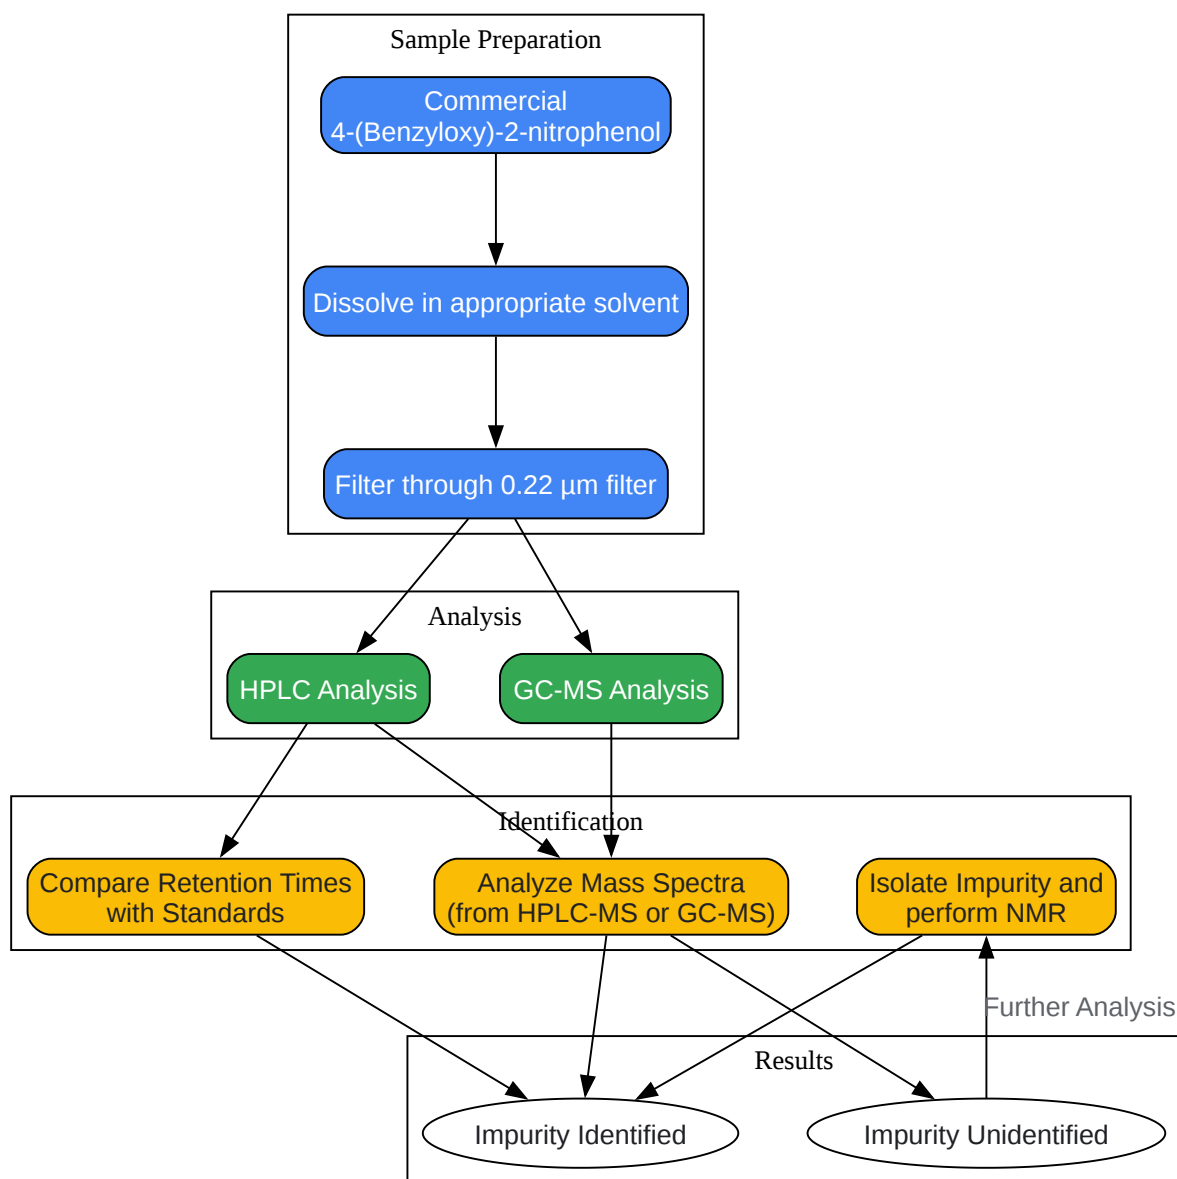 Sample Preparation
Commercial
4-(Benzyloxy)-2-nitrophenol
Dissolve in appropriate solvent
Filter through 0.22 µm filter
Analysis
HPLC Analysis
GC-MS Analysis
Identification
Compare Retention Times
with Standards
Analyze Mass Spectra
(from HPLC-MS or GC-MS)
Isolate Impurity and
perform NMR
Further Analysis
Results
Impurity Identified
Impurity Unidentified